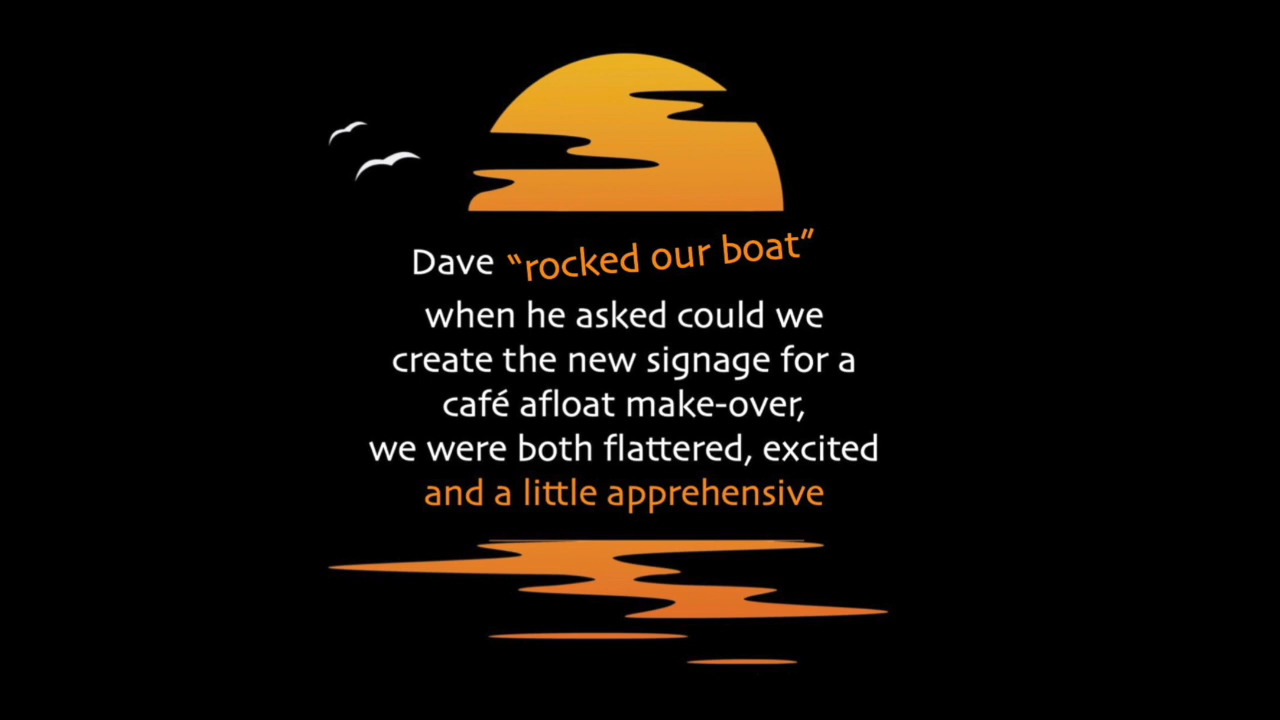 Dave “rocked our boat”
when he asked could we
create the new signage for a
café afloat make-over,
we were both flattered, excited
and a little apprehensive